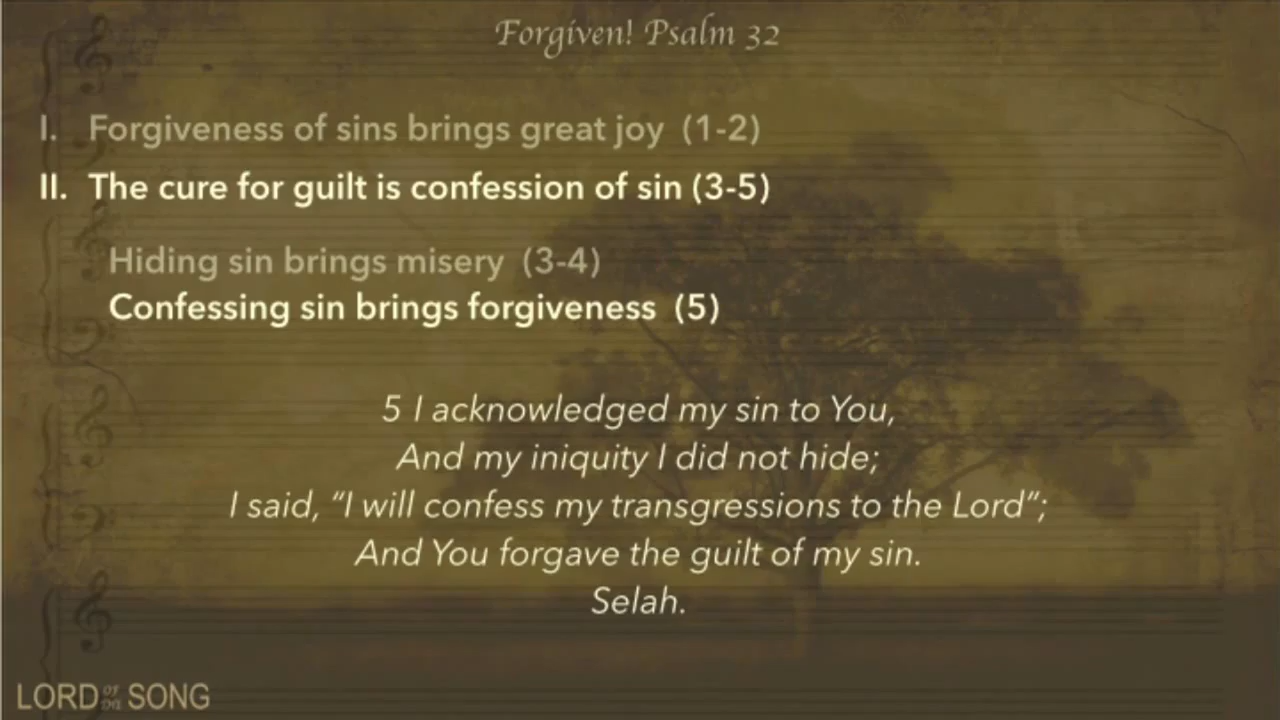 Forgiven! Psalm 32
I. Forgiveness of sins brings great joy (1-2)
II. The cure for guilt is confession of sin (3-5)
Hiding sin brings misery (3-4)
Confessing sin brings forgiveness (5)
5 I acknowledged my sin to You,
And my iniquity I did not hide;
I said, “I will confess my transgressions to the Lord”;
And You forgave the guilt of my sin.
Selah.
LORD SONG